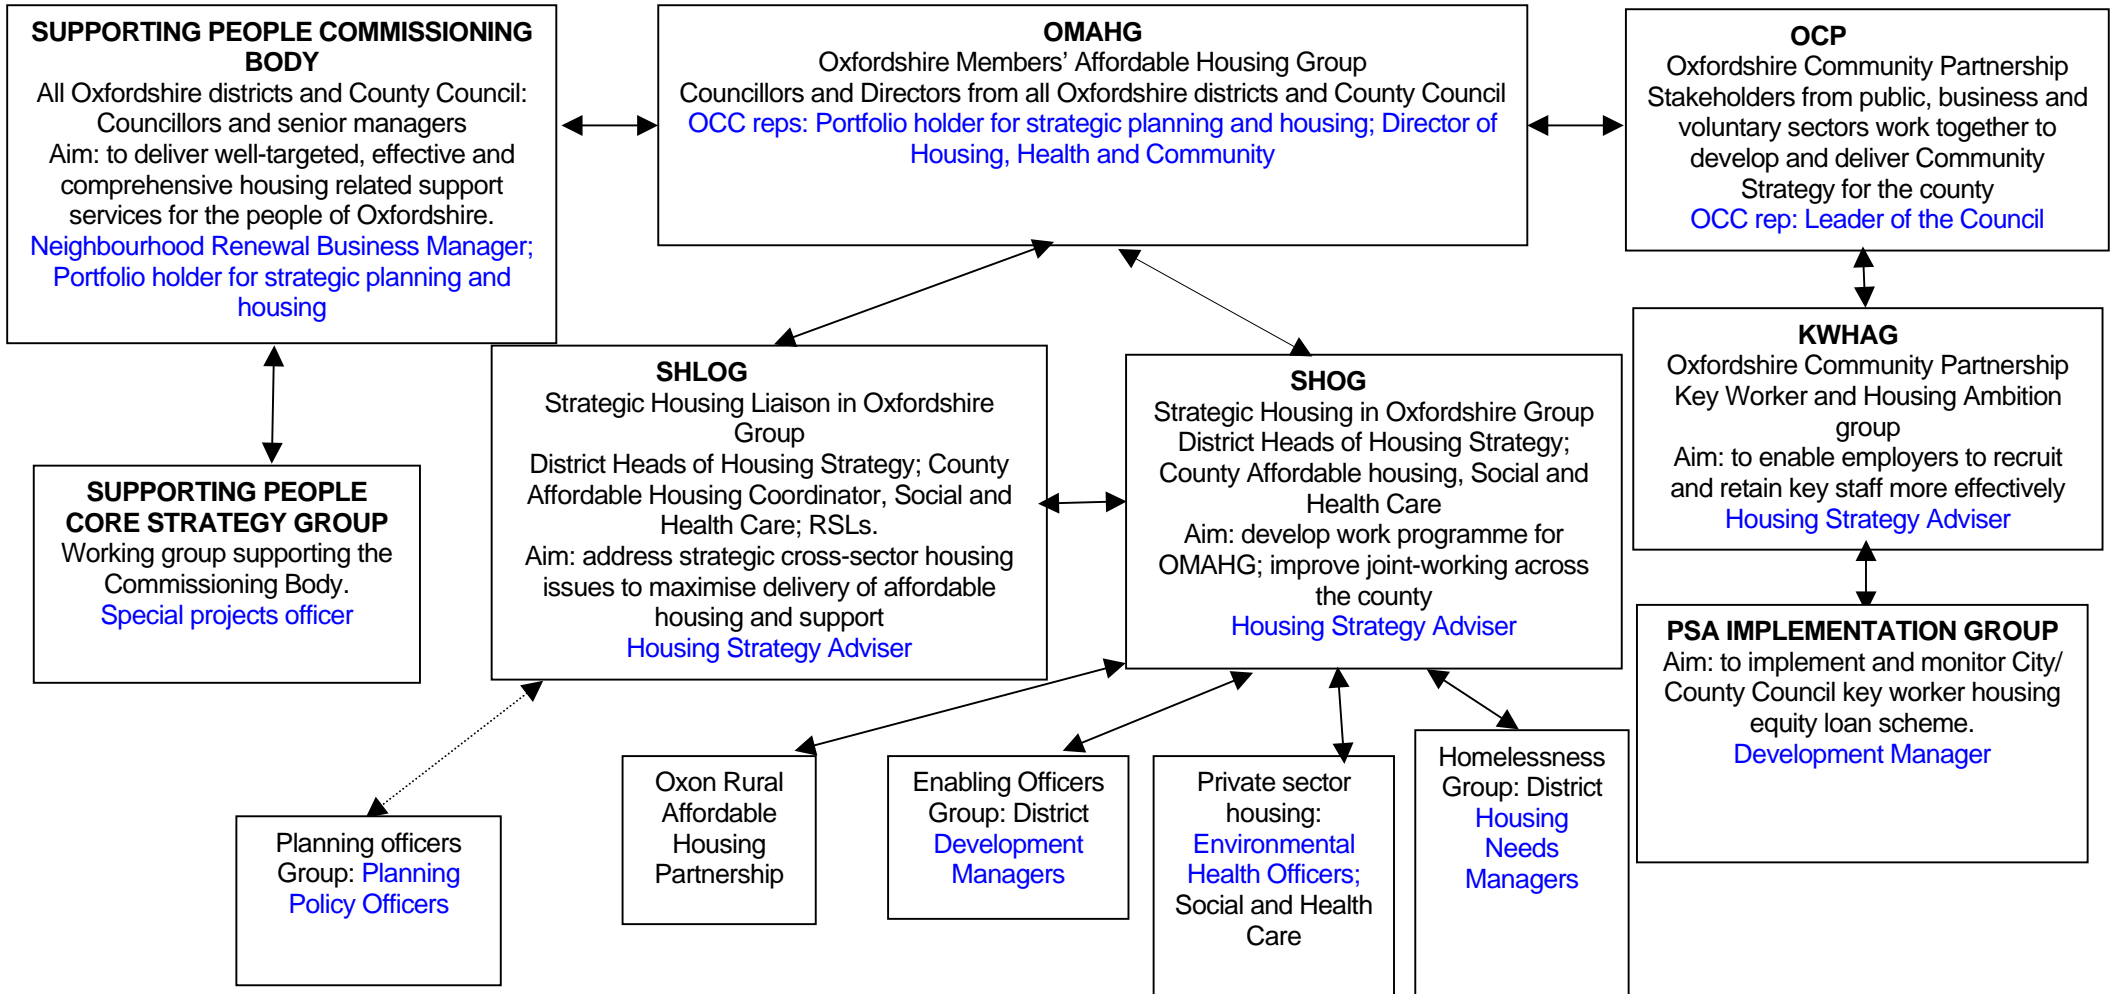 SUPPORTING PEOPLE COMMISSIONING
BODY
All Oxfordshire districts and County Council:
Councillors and senior managers
Aim: to deliver well-targeted, effective and
comprehensive housing related support
services for the people of Oxfordshire.
Neighbourhood Renewal Business Manager;
Portfolio holder for strategic planning and
housing
OMAHG
Oxfordshire Members’ Affordable Housing Group
Councillors and Directors from all Oxfordshire districts and County Council
OCC reps: Portfolio holder for strategic planning and housing; Director of
Housing, Health and Community
OCP
Oxfordshire Community Partnership
Stakeholders from public, business and
voluntary sectors work together to
develop and deliver Community
Strategy for the county
OCC rep: Leader of the Council
SUPPORTING PEOPLE
CORE STRATEGY GROUP
Working group supporting the
Commissioning Body.
Special projects officer
SHLOG
Strategic Housing Liaison in Oxfordshire
Group
District Heads of Housing Strategy; County
Affordable Housing Coordinator, Social and
Health Care; RSLs.
Aim: address strategic cross-sector housing
issues to maximise delivery of affordable
housing and support
Housing Strategy Adviser
SHOG
Strategic Housing in Oxfordshire Group
District Heads of Housing Strategy;
County Affordable housing, Social and
Health Care
Aim: develop work programme for
OMAHG; improve joint-working across
the county
Housing Strategy Adviser
KWHAG
Oxfordshire Community Partnership
Key Worker and Housing Ambition
group
Aim: to enable employers to recruit
and retain key staff more effectively
Housing Strategy Adviser
PSA IMPLEMENTATION GROUP
Aim: to implement and monitor City/
County Council key worker housing
equity loan scheme.
Development Manager
Planning officers
Group: Planning
Policy Officers
Oxon Rural
Affordable
Housing
Partnership
Enabling Officers
Group: District
Development
Managers
Private sector
housing:
Environmental
Health Officers;
Social and Health
Care
Homelessness
Group: District
Housing
Needs
Managers